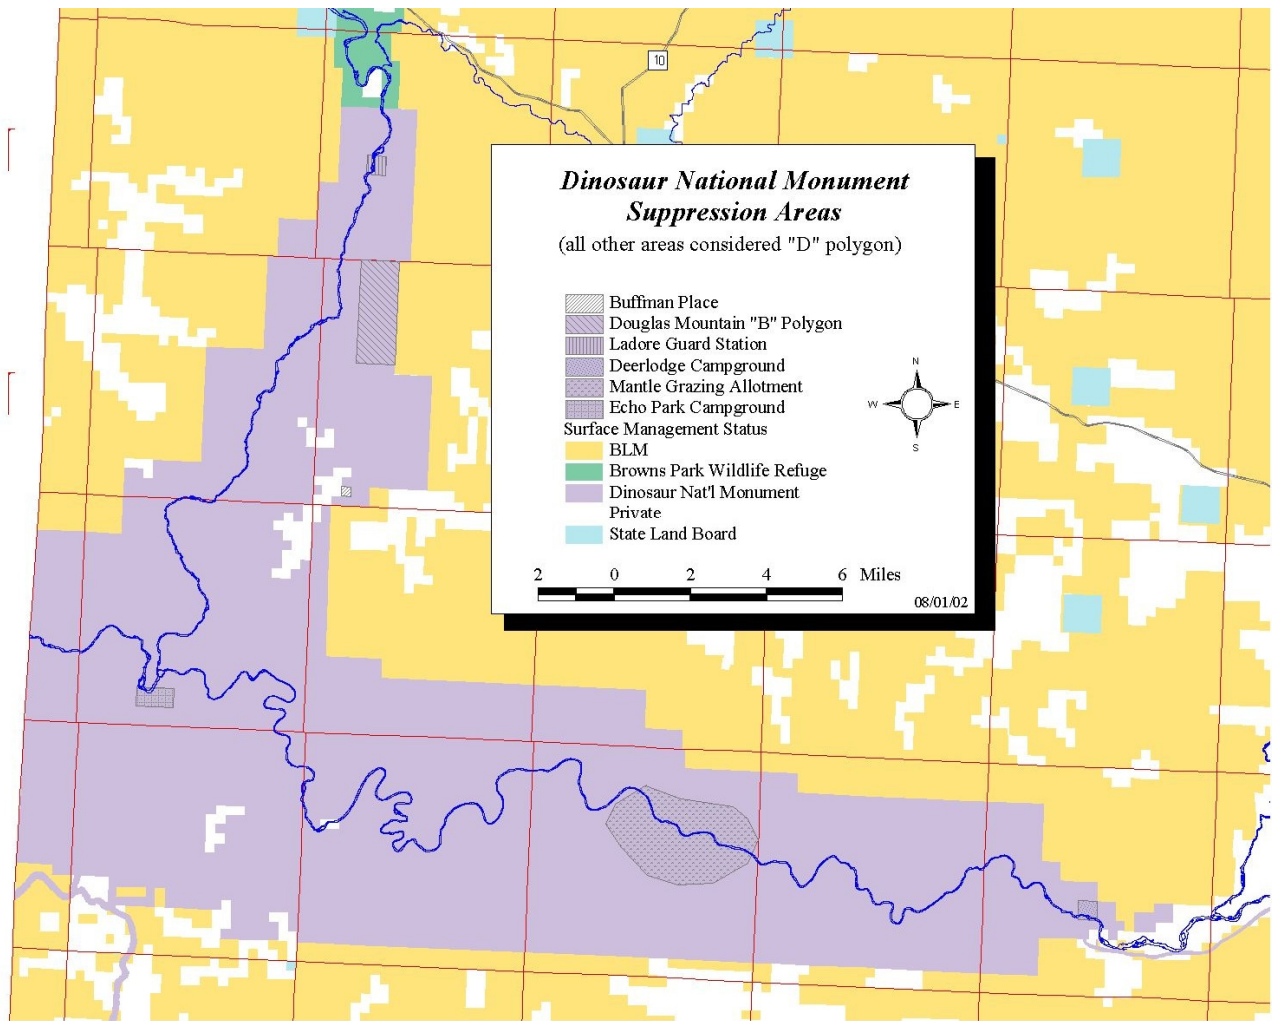 10
Dinosaur National Monument
Suppression Areas
(all other areas considered "D" polygon)
Buffman Place
Douglas Mountain "B" Polygon
Ladore Guard Station
Deerlodge Campground
Mantle Grazing Allotment
Echo Park Campground
Surface Management Status
BLM
Browns Park Wildlife Refuge
Dinosaur Nat'l Monument
Private
State Land Board
N
W
E
S
2 0 2 4 6 Miles
08/01/02